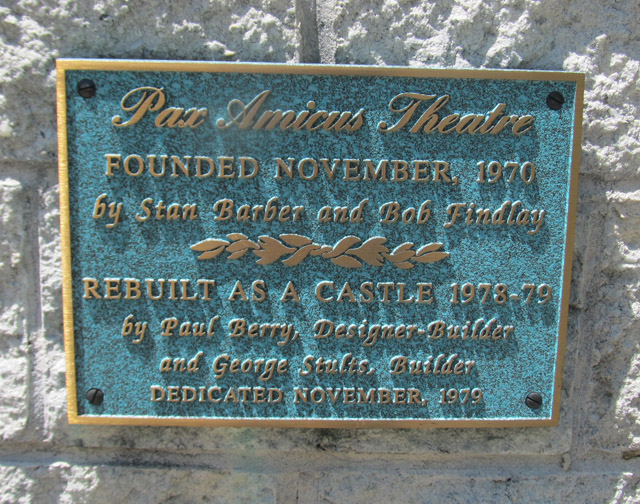 Pax Amicus Theatre
FOUNDED NOVEMBER, 1970
by Stan Barber and Bob Findlay
REBUILT AS A CASTLE 1978-79
by Paul Berry, Designer-Builder
and George Stults, Builder
DEDICATED NOVEMBER, 1979